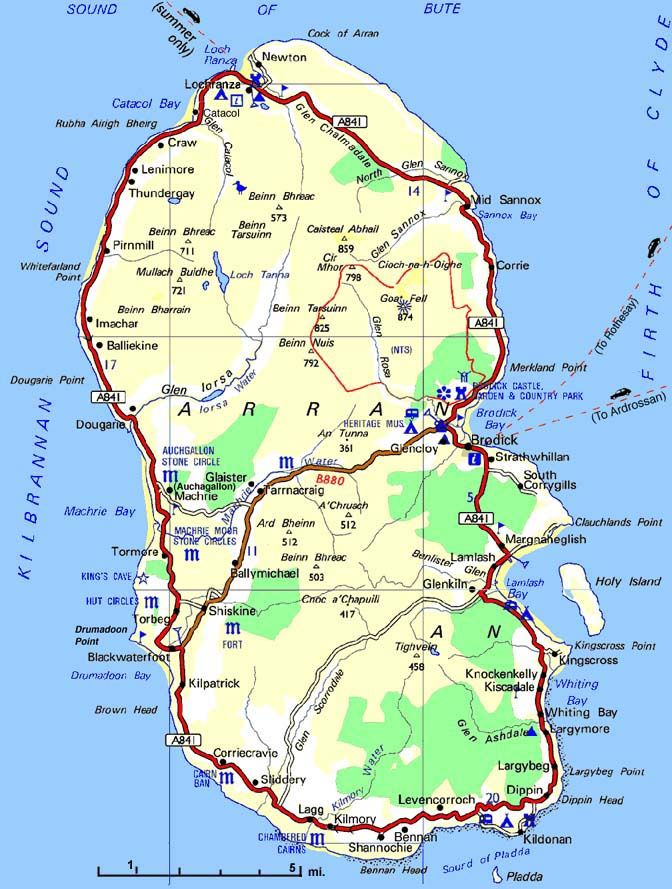 SOUND OF BUTE
(summer only)
Cock of Arran
FIRTH OF CLYDE
Loch Ranza
Newton
Lochranza
Catacol Bay
Catacol
Rubha Airigh Bheirg
Craw
A841
Glen Chalmadale
Glen Catacol
North Glen Sannox
Lenimore
Thundergay
14
Mid Sannox
Sannox Bay
Beinn Bhreac
573
Beinn Tarsuinn
Caisteal Abhail
859
Glen Sannox
KILBRANNAN SOUND
Pirnmill
Beinn Bhreac
711
Whitefarland Point
Mullach Buidhe
721
Loch Tanna
Cir Mhor
798
Cioch-na-h-Oighe
Corrie
Goat Fell
874
Beinn Bharrain
Beinn Tarsuinn
825
Imachar
A841
(To Rothesay)
Balliekine
Beinn Nuis
792
Glen Rosa
(NTS)
17
Merkland Point
Dougarie Point
A841
Glen Iorsa
Iorsa Water
BRODICK CASTLE, GARDEN & COUNTRY PARK
(To Ardrossan)
ARRAN
Dougarie
HERITAGE MUS.
Brodick Bay
An Tunna
361
Glencloy
Brodick
AUCHGALLON STONE CIRCLE
Strathwhillan
Glaister
Machrie Water
B880
(Auchagallon)
Machrie
Tarrnacraig
South Corrygills
5
Machrie Bay
A'Chruach
512
A841
Clauchlands Point
MACHRIE MOOR STONE CIRCLES
Ard Bheinn
512
Margnaheglish
Tormore
11
Beinn Bhreac
503
Benlister Glen
Lamlash
KING'S CAVE
Ballymichael
Glenkiln
Lamlash Bay
Holy Island
HUT CIRCLES
Cnoc a'Chapuill
417
Torbeg
Shiskine
FORT
AN
Drumadoon Point
Tighvein
458
Kingscross Point
Kingscross
Blackwaterfoot
Drumadoon Bay
Knockenkelly
Kiscadale
Kilpatrick
Whiting Bay
Glen Scorrodale
Brown Head
Whiting Bay
Glen Ashdale
Largymore
A841
Corriecravie
Largybeg
Largybeg Point
CAIRN BAN
Sliddery
Kilmory Water
Dippin
Dippin Head
Levencorroch
20
Lagg
Kilmory
CHAMBERED CAIRNS
Bennan
Shannochie
Kildonan
Bennan Head
Sound of Pladda
Pladda
1 5 mi.